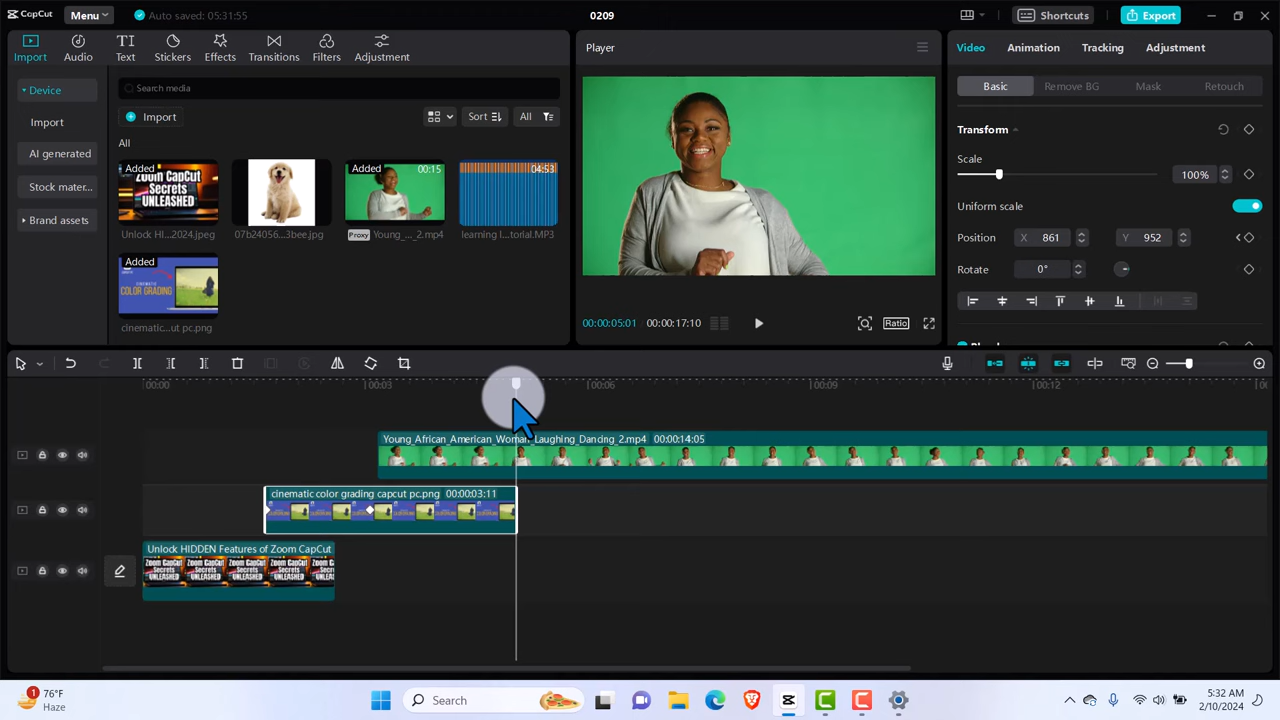 CapCut
Menu
Auto saved: 05:31:55
0209
Shortcuts
Export
Import
Audio
Text
Stickers
Effects
Transitions
Filters
Adjustment
Device
Import
AI generated
Stock mater...
Brand assets
Search media
Import
Sort
All
All
Added
ZOOM CAPCUT
SECRETS
UNLEASHED
Unlock HI...2024.jpeg
07b24056...3bee.jpg
Added
00:15
Proxy
Young_..._2.mp4
04:53
learning l...torial.MP3
Added
COLOR GRADING
cinematic...ut pc.png
Player
00:00:05:01
00:00:17:10
Ratio
Video
Animation
Tracking
Adjustment
Basic
Remove BG
Mask
Retouch
Transform
Scale
100%
Uniform scale
Position
X 861
Y 952
Rotate
0°
00:00
00:03
00:06
00:09
00:12
Young_African_American_Woman_Laughing_Dancing_2.mp4 00:00:14:05
cinematic color grading capcut pc.png 00:00:03:11
Unlock HIDDEN Features of Zoom CapCut
1
76°F
Haze
Search
5:32 AM
2/10/2024